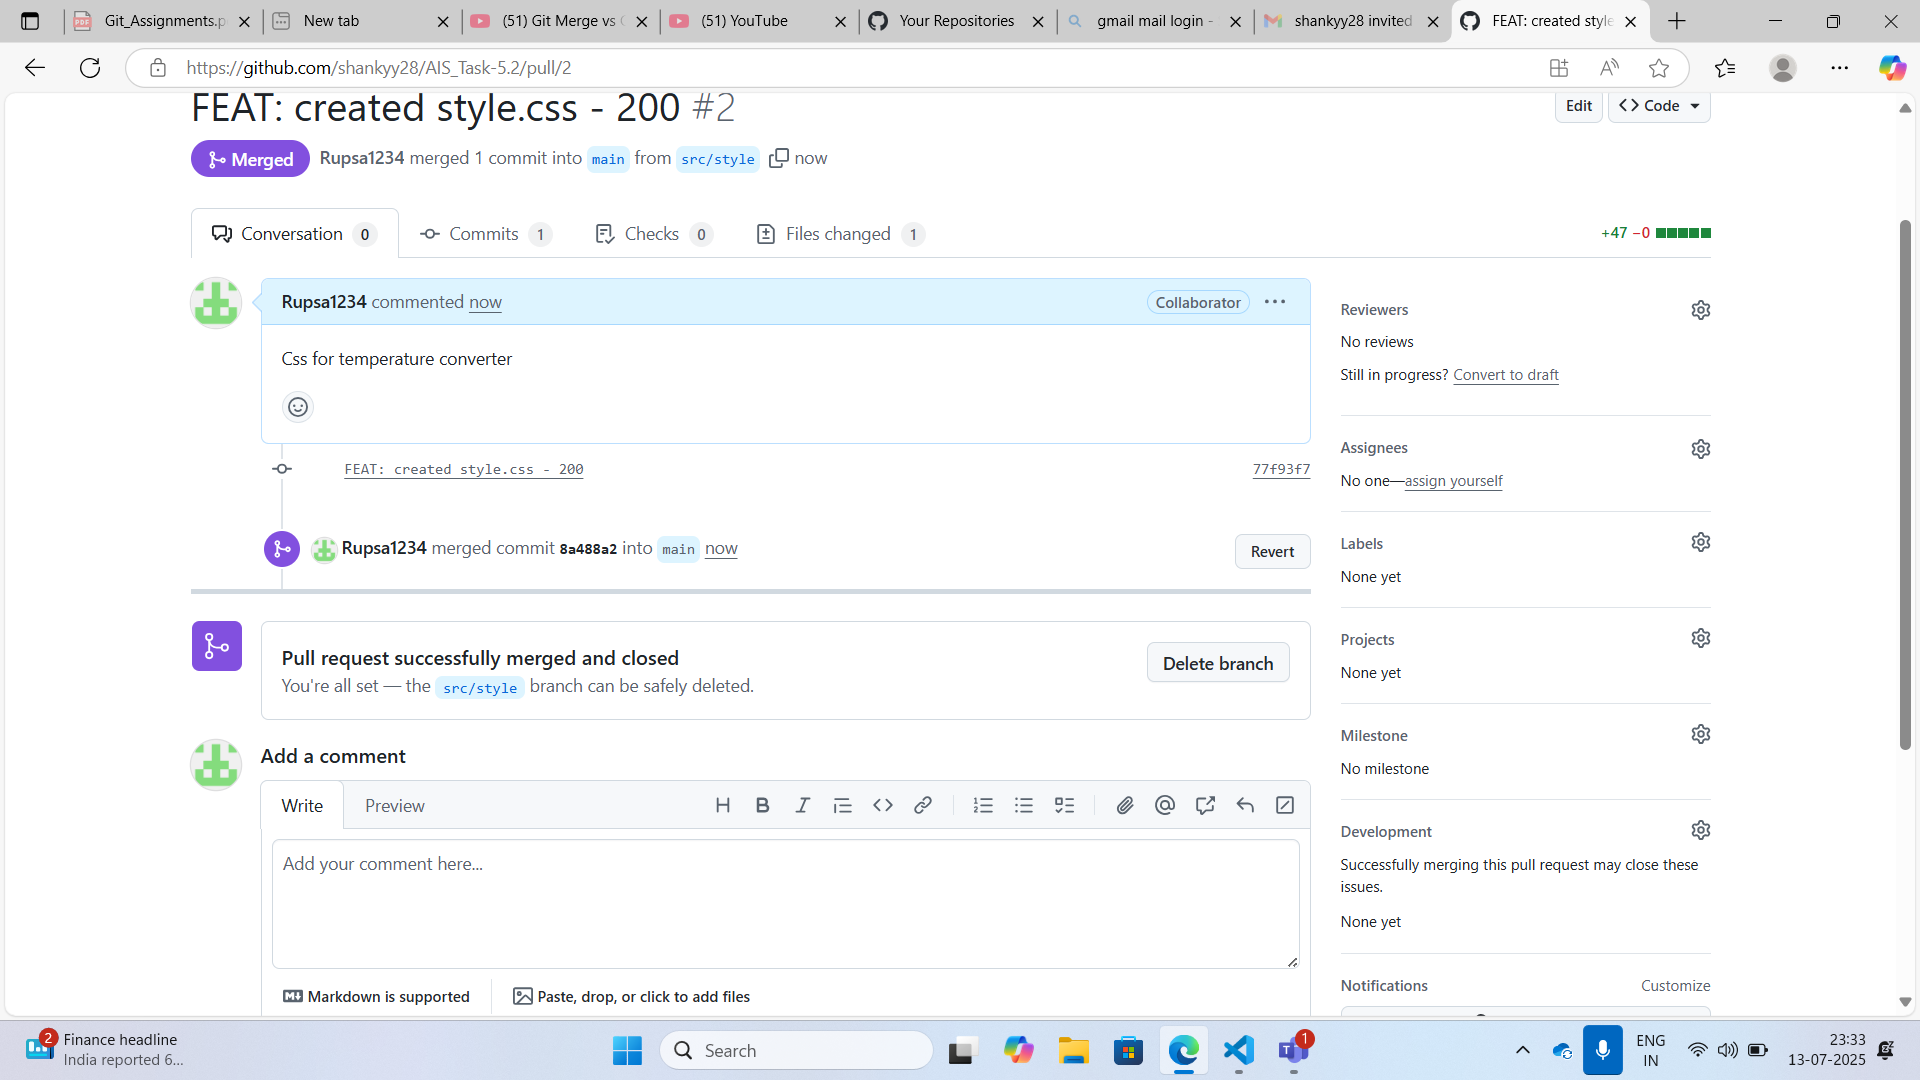 Git_Assignments.p
New tab
(51) Git Merge vs
(51) YouTube
Your Repositories
gmail mail login -
shankyy28 invited
FEAT: created style
https://github.com/shankyy28/AIS_Task-5.2/pull/2
FEAT: created style.css - 200 #2
Edit
Code
Merged
Rupsa1234 merged 1 commit into main from src/style now
Conversation 0
Commits 1
Checks 0
Files changed 1
+47 −0
Rupsa1234 commented now
Collaborator
Css for temperature converter
FEAT: created style.css - 200
77f93f7
Rupsa1234 merged commit 8a488a2 into main now
Revert
Pull request successfully merged and closed
You're all set — the src/style branch can be safely deleted.
Delete branch
Add a comment
Write
Preview
Add your comment here...
Markdown is supported
Paste, drop, or click to add files
Reviewers
No reviews
Still in progress? Convert to draft
Assignees
No one—assign yourself
Labels
None yet
Projects
None yet
Milestone
No milestone
Development
Successfully merging this pull request may close these
issues.
None yet
Notifications
Customize
2
Finance headline
India reported 6...
Search
1
ENG
IN
23:33
13-07-2025